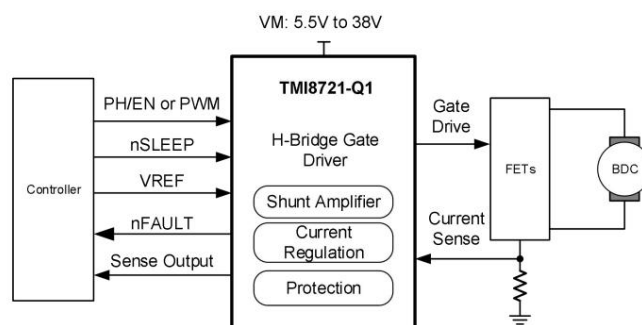 VM: 5.5V to 38V
TMI8721-Q1
H-Bridge Gate
Driver
Shunt Amplifier
Current
Regulation
Protection
Controller
PH/EN or PWM
nSLEEP
VREF
nFAULT
Sense Output
Gate
Drive
Current
Sense
FETs
BDC